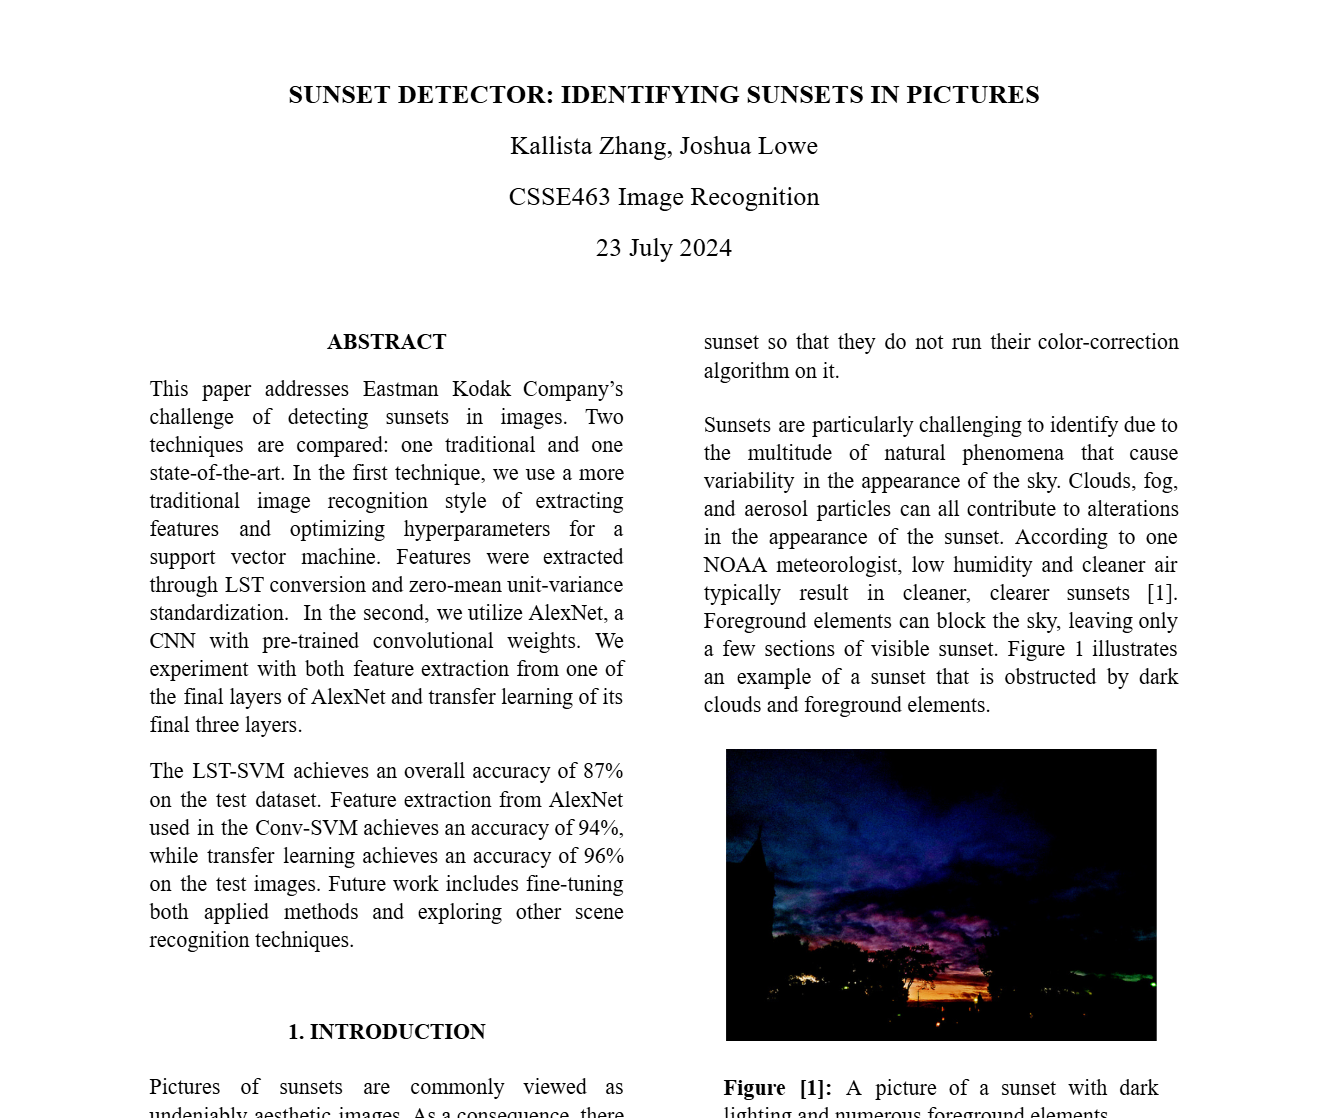 SUNSET DETECTOR: IDENTIFYING SUNSETS IN PICTURES
Kallista Zhang, Joshua Lowe
CSSE463 Image Recognition
23 July 2024
ABSTRACT
This paper addresses Eastman Kodak Company’s
challenge of detecting sunsets in images. Two
techniques are compared: one traditional and one
state-of-the-art. In the first technique, we use a more
traditional image recognition style of extracting
features and optimizing hyperparameters for a
support vector machine. Features were extracted
through LST conversion and zero-mean unit-variance
standardization. In the second, we utilize AlexNet, a
CNN with pre-trained convolutional weights. We
experiment with both feature extraction from one of
the final layers of AlexNet and transfer learning of its
final three layers.
The LST-SVM achieves an overall accuracy of 87%
on the test dataset. Feature extraction from AlexNet
used in the Conv-SVM achieves an accuracy of 94%,
while transfer learning achieves an accuracy of 96%
on the test images. Future work includes fine-tuning
both applied methods and exploring other scene
recognition techniques.
1. INTRODUCTION
Pictures of sunsets are commonly viewed as
undeniably aesthetic images. As a consequence, there
sunset so that they do not run their color-correction
algorithm on it.
Sunsets are particularly challenging to identify due to
the multitude of natural phenomena that cause
variability in the appearance of the sky. Clouds, fog,
and aerosol particles can all contribute to alterations
in the appearance of the sunset. According to one
NOAA meteorologist, low humidity and cleaner air
typically result in cleaner, clearer sunsets [1].
Foreground elements can block the sky, leaving only
a few sections of visible sunset. Figure 1 illustrates
an example of a sunset that is obstructed by dark
clouds and foreground elements.
Figure [1]: A picture of a sunset with dark
lighting and numerous foreground elements.